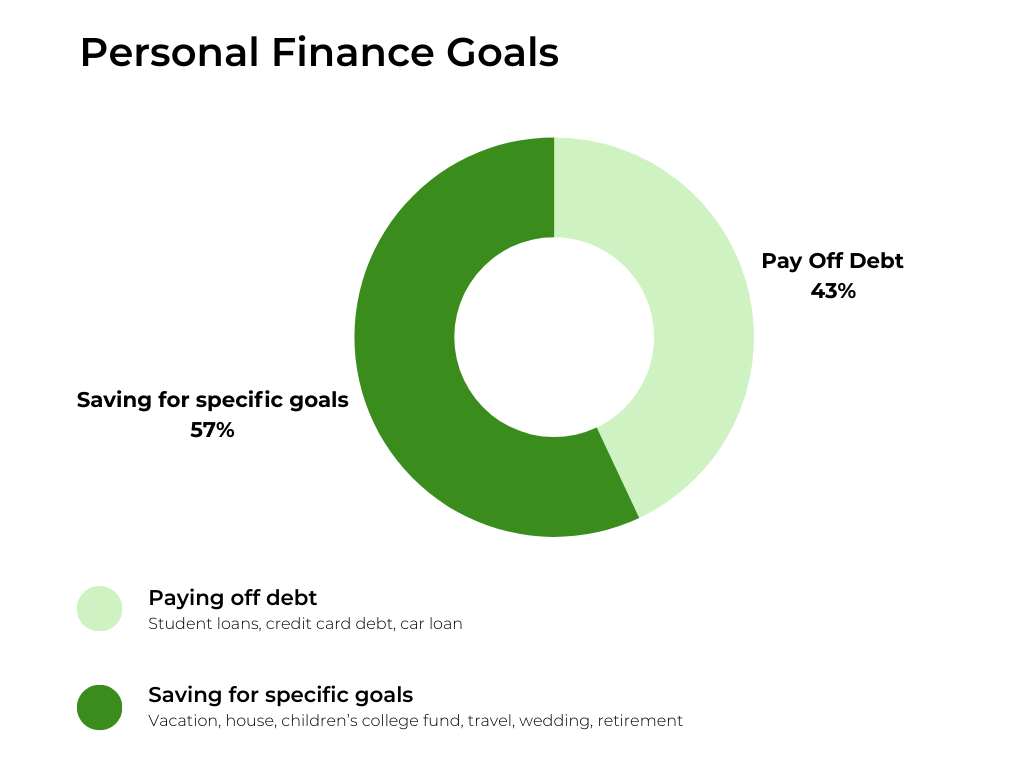 Personal Finance Goals
Pay Off Debt
43%
Saving for specific goals
57%
Paying off debt
Student loans, credit card debt, car loan
Saving for specific goals
Vacation, house, children’s college fund, travel, wedding, retirement